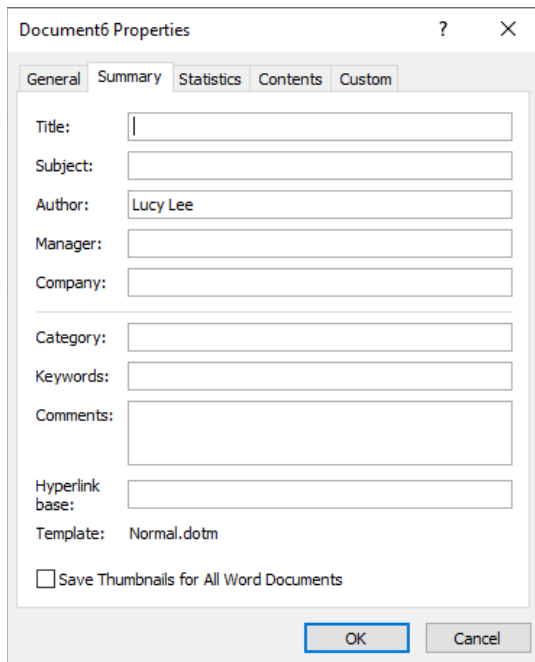 Document6 Properties ?
General Summary Statistics Contents Custom
Title:
Subject:
Author: Lucy Lee
Manager:
Company:
Category:
Keywords:
Comments:
Hyperlink
base:
Template: Normal.dotm
Save Thumbnails for All Word Documents
OK Cancel